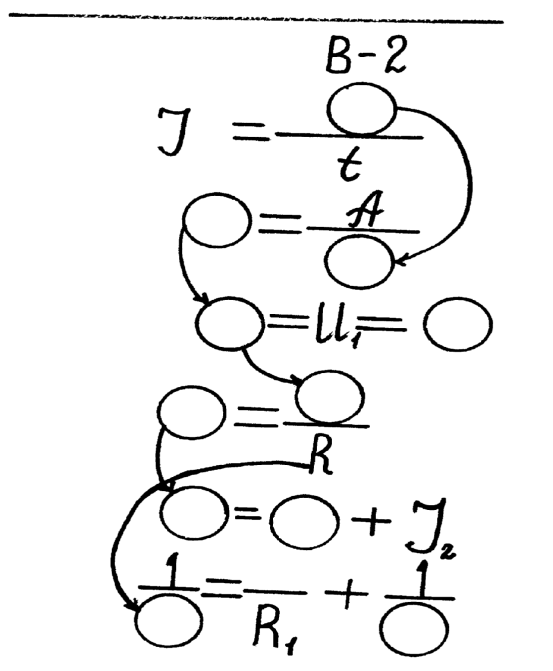 B-2
J = ◯ / t
◯ = A / ◯
◯ = U₁ = ◯
◯ = ◯ / R
◯ = ◯ + J₂
1 / ◯ = / R₁ + 1 / ◯